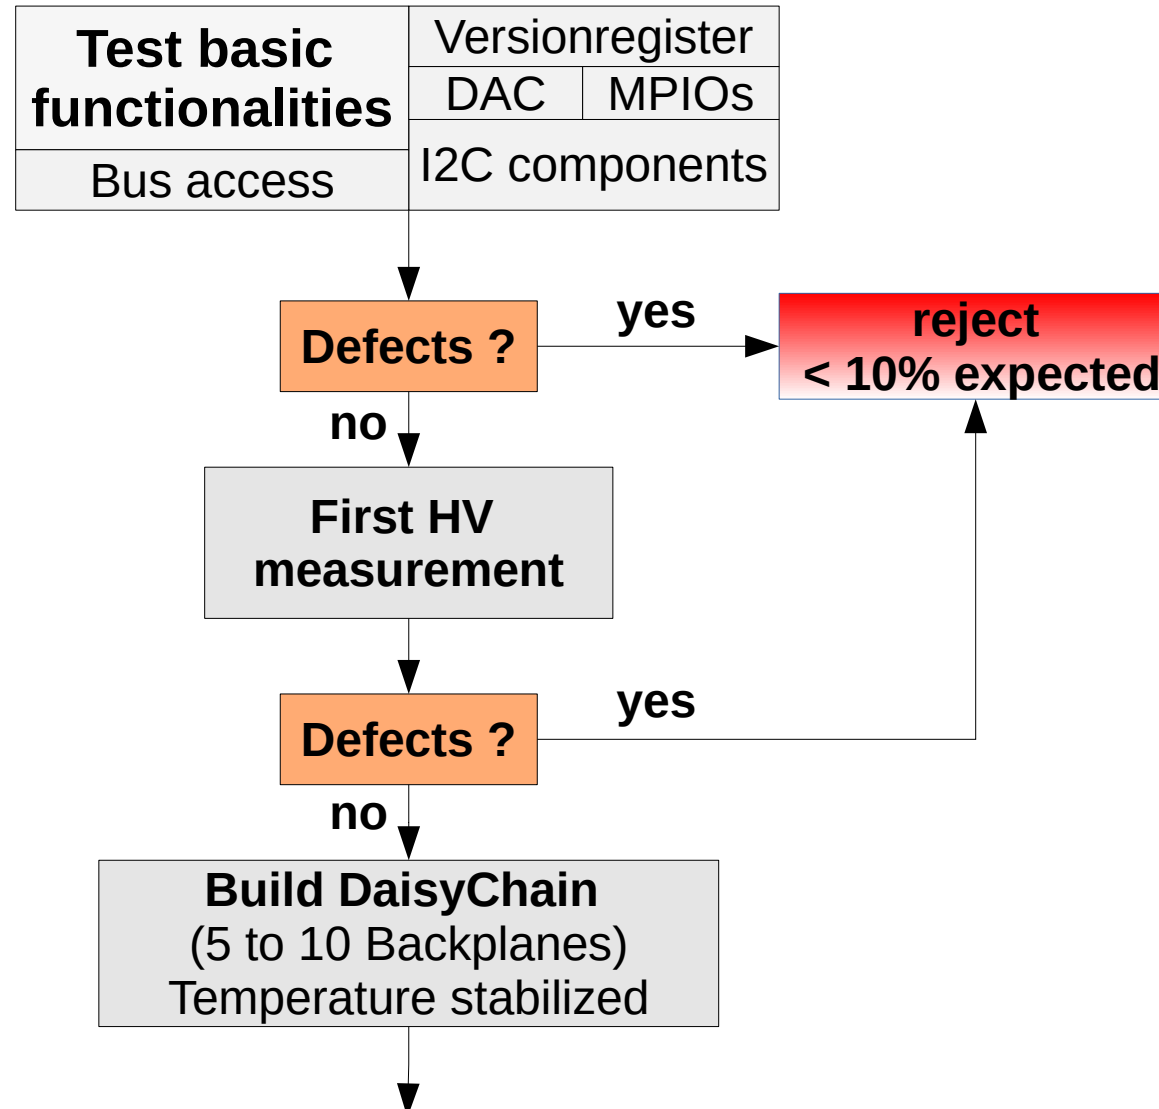 Test basic
functionalities
Bus access
Versionregister
DAC
MPIOs
I2C components
Defects ?
yes
reject
< 10% expected
no
First HV
measurement
Defects ?
yes
no
Build DaisyChain
(5 to 10 Backplanes)
Temperature stabilized